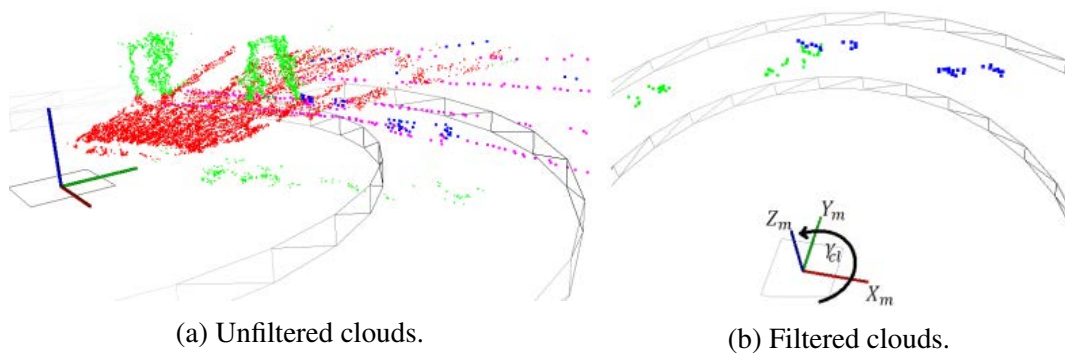 Z_m
Y_m
γ_cl
X_m
(a) Unfiltered clouds.
(b) Filtered clouds.